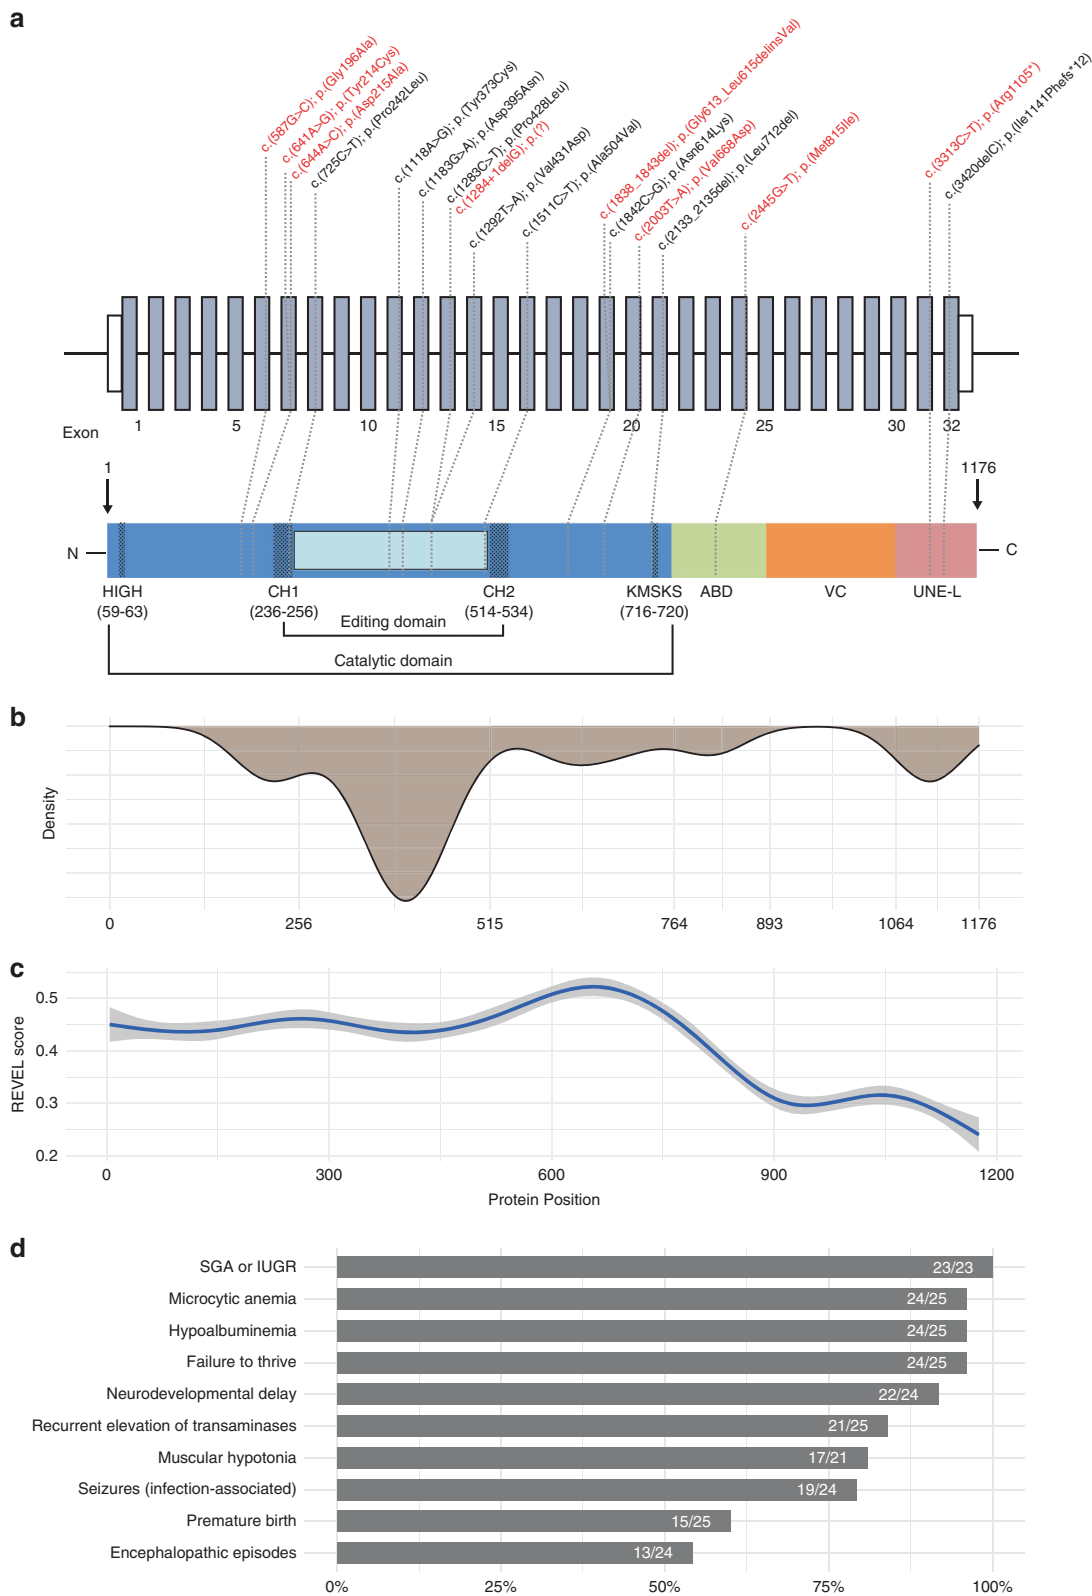 a
c.(587G>C); p.(Gly196Ala)
c.(641A>G); p.(Tyr214Cys)
c.(644A>C); p.(Asp215Ala)
c.(725C>T); p.(Pro242Leu)
c.(1118A>G); p.(Tyr373Cys)
c.(1183G>A); p.(Asp395Asn)
c.(1283C>T); p.(Pro428Leu)
c.(1284+1delG); p.(?)
c.(1292T>A); p.(Val431Asp)
c.(1511C>T); p.(Ala504Val)
c.(1838_1843del); p.(Gly613_Leu615delinsVal)
c.(1842C>G); p.(Asn614Lys)
c.(2003T>A); p.(Val668Asp)
c.(2133_2135del); p.(Leu712del)
c.(2445G>T); p.(Met815Ile)
c.(3313C>T); p.(Arg1105*)
c.(3420delC); p.(Ile1141Phefs*12)
Exon 1 5 10 15 20 25 30 32
1 1176
N C
HIGH CH1 CH2 KMSKS ABD VC UNE-L
(59-63) (236-256) (514-534) (716-720)
Editing domain
Catalytic domain
b
Density
0 256 515 764 893 1064 1176
c
REVEL score
0.5
0.4
0.3
0.2
0 300 600 900 1200
Protein Position
d
SGA or IUGR 23/23
Microcytic anemia 24/25
Hypoalbuminemia 24/25
Failure to thrive 24/25
Neurodevelopmental delay 22/24
Recurrent elevation of transaminases 21/25
Muscular hypotonia 17/21
Seizures (infection-associated) 19/24
Premature birth 15/25
Encephalopathic episodes 13/24
0% 25% 50% 75% 100%